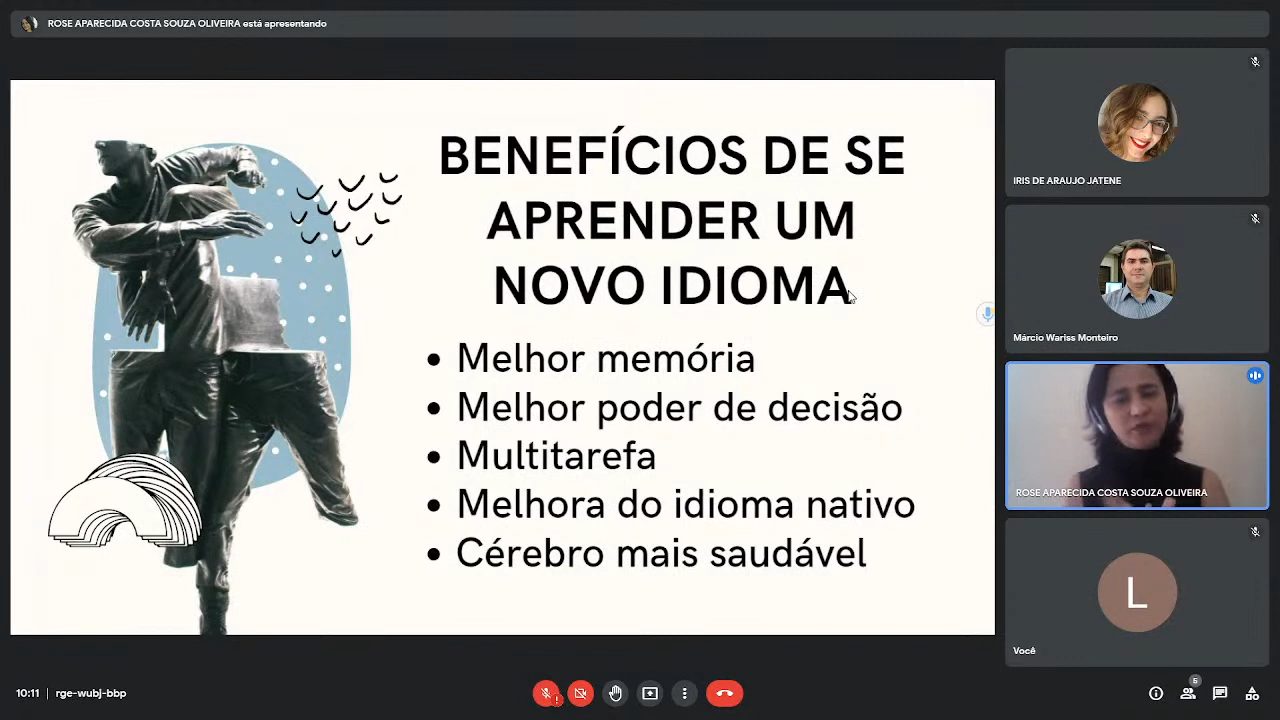 ROSE APARECIDA COSTA SOUZA OLIVEIRA está apresentando
BENEFÍCIOS DE SE
APRENDER UM
NOVO IDIOMA
• Melhor memória
• Melhor poder de decisão
• Multitarefa
• Melhora do idioma nativo
• Cérebro mais saudável
IRIS DE ARAUJO JATENE
Márcio Wariss Monteiro
ROSE APARECIDA COSTA SOUZA OLIVEIRA
L
Você
10:11 | rge-wubj-bbp
!
5